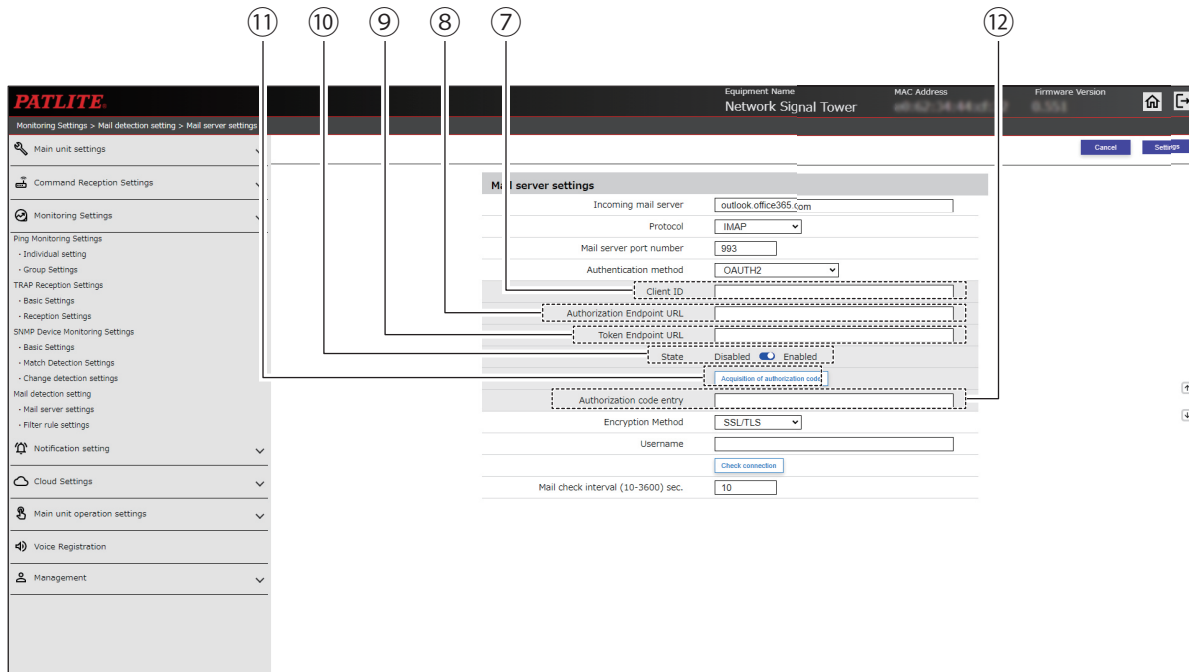 ⑪ ⑩ ⑨ ⑧ ⑦ ⑫
PATLITE
Equipment Name
Network Signal Tower
MAC Address
Firmware Version
0.551
Monitoring Settings > Mail detection setting > Mail server settings
Cancel
Settings
Main unit settings
Command Reception Settings
Monitoring Settings
Ping Monitoring Settings
- Individual setting
- Group Settings
TRAP Reception Settings
- Basic Settings
- Reception Settings
SNMP Device Monitoring Settings
- Basic Settings
- Match Detection Settings
- Change detection settings
Mail detection setting
- Mail server settings
- Filter rule settings
Notification setting
Cloud Settings
Main unit operation settings
Voice Registration
Management
Mail server settings
Incoming mail server outlook.office365.com
Protocol IMAP
Mail server port number 993
Authentication method OAUTH2
Client ID
Authorization Endpoint URL
Token Endpoint URL
State Disabled Enabled
Acquisition of authorization code
Authorization code entry
Encryption Method SSL/TLS
Username
Check connection
Mail check interval (10-3600) sec. 10